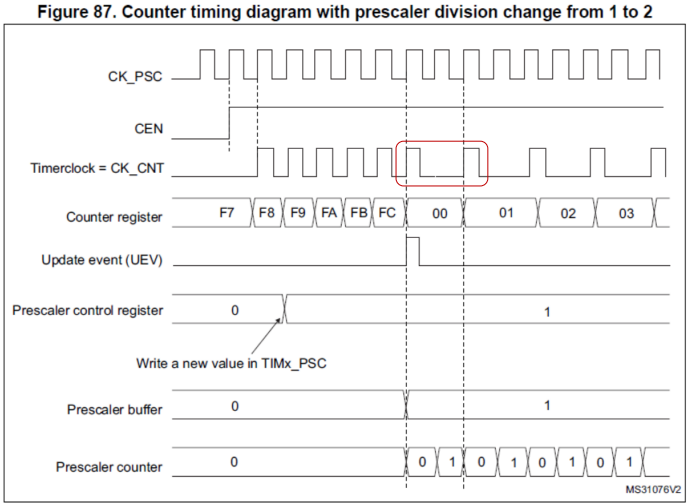 Figure 87. Counter timing diagram with prescaler division change from 1 to 2
CK_PSC
CEN
Timerclock = CK_CNT
Counter register F7 F8 F9 FA FB FC 00 01 02 03
Update event (UEV)
Prescaler control register 0 1
Write a new value in TIMx_PSC
Prescaler buffer 0 1
Prescaler counter 0 0 1 0 1 0 1 0 1
MS31076V2